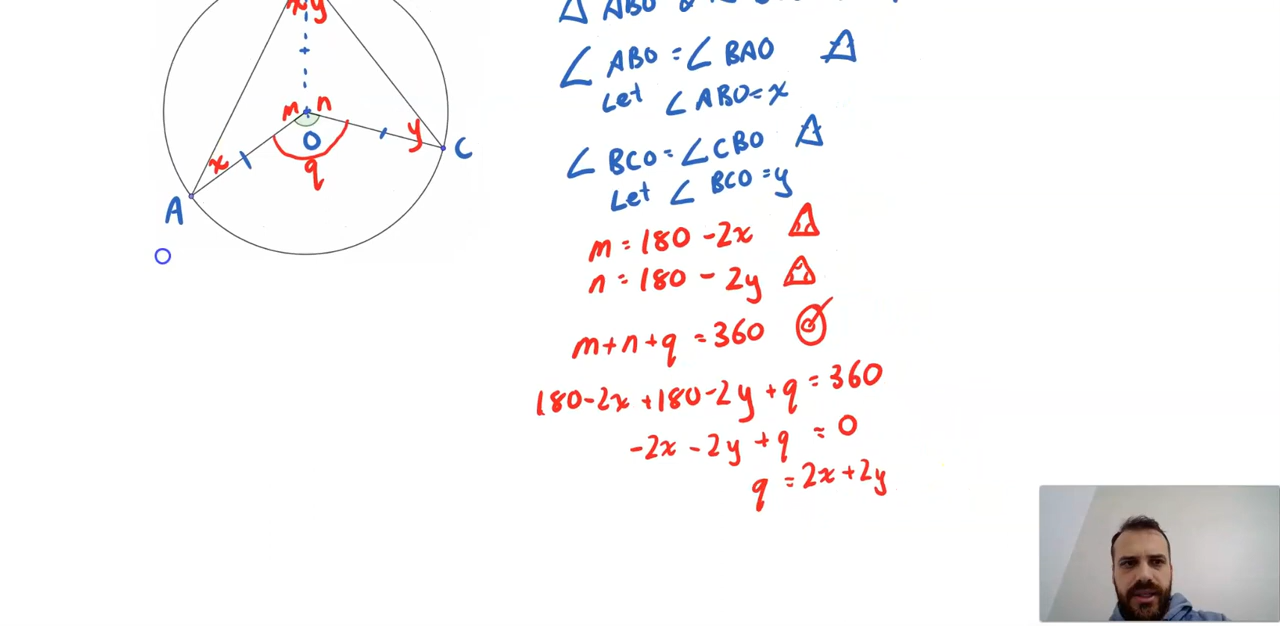 x y
m n
O
q
x
y
A
C
△ ABO &
∠ ABO = ∠ BAO
Let ∠ ABO = x
∠ BCO = ∠ CBO
Let ∠ BCO = y
m = 180 - 2x
n = 180 - 2y
m + n + q = 360
180 - 2x + 180 - 2y + q = 360
-2x - 2y + q = 0
q = 2x + 2y